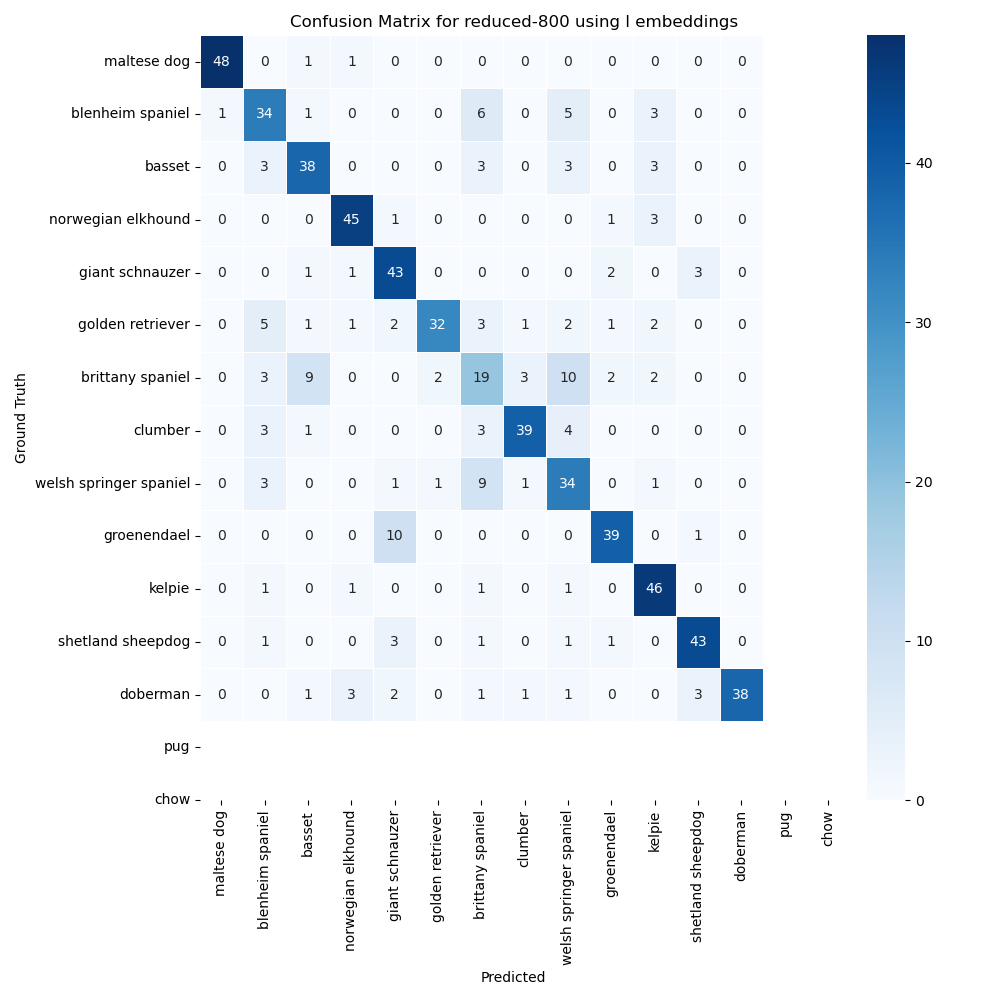 Confusion Matrix for reduced-800 using l embeddings
Ground Truth
maltese dog 48 0 1 1 0 0 0 0 0 0 0 0 0
blenheim spaniel 1 34 1 0 0 0 6 0 5 0 3 0 0
basset 0 3 38 0 0 0 3 0 3 0 3 0 0
norwegian elkhound 0 0 0 45 1 0 0 0 0 1 3 0 0
giant schnauzer 0 0 1 1 43 0 0 0 0 2 0 3 0
golden retriever 0 5 1 1 2 32 3 1 2 1 2 0 0
brittany spaniel 0 3 9 0 0 2 19 3 10 2 2 0 0
clumber 0 3 1 0 0 0 3 39 4 0 0 0 0
welsh springer spaniel 0 3 0 0 1 1 9 1 34 0 1 0 0
groenendael 0 0 0 0 10 0 0 0 0 39 0 1 0
kelpie 0 1 0 1 0 0 1 0 1 0 46 0 0
shetland sheepdog 0 1 0 0 3 0 1 0 1 1 0 43 0
doberman 0 0 1 3 2 0 1 1 1 0 0 3 38
pug
chow
maltese dog
blenheim spaniel
basset
norwegian elkhound
giant schnauzer
golden retriever
brittany spaniel
clumber
welsh springer spaniel
groenendael
kelpie
shetland sheepdog
doberman
pug
chow
Predicted
40
30
20
10
0